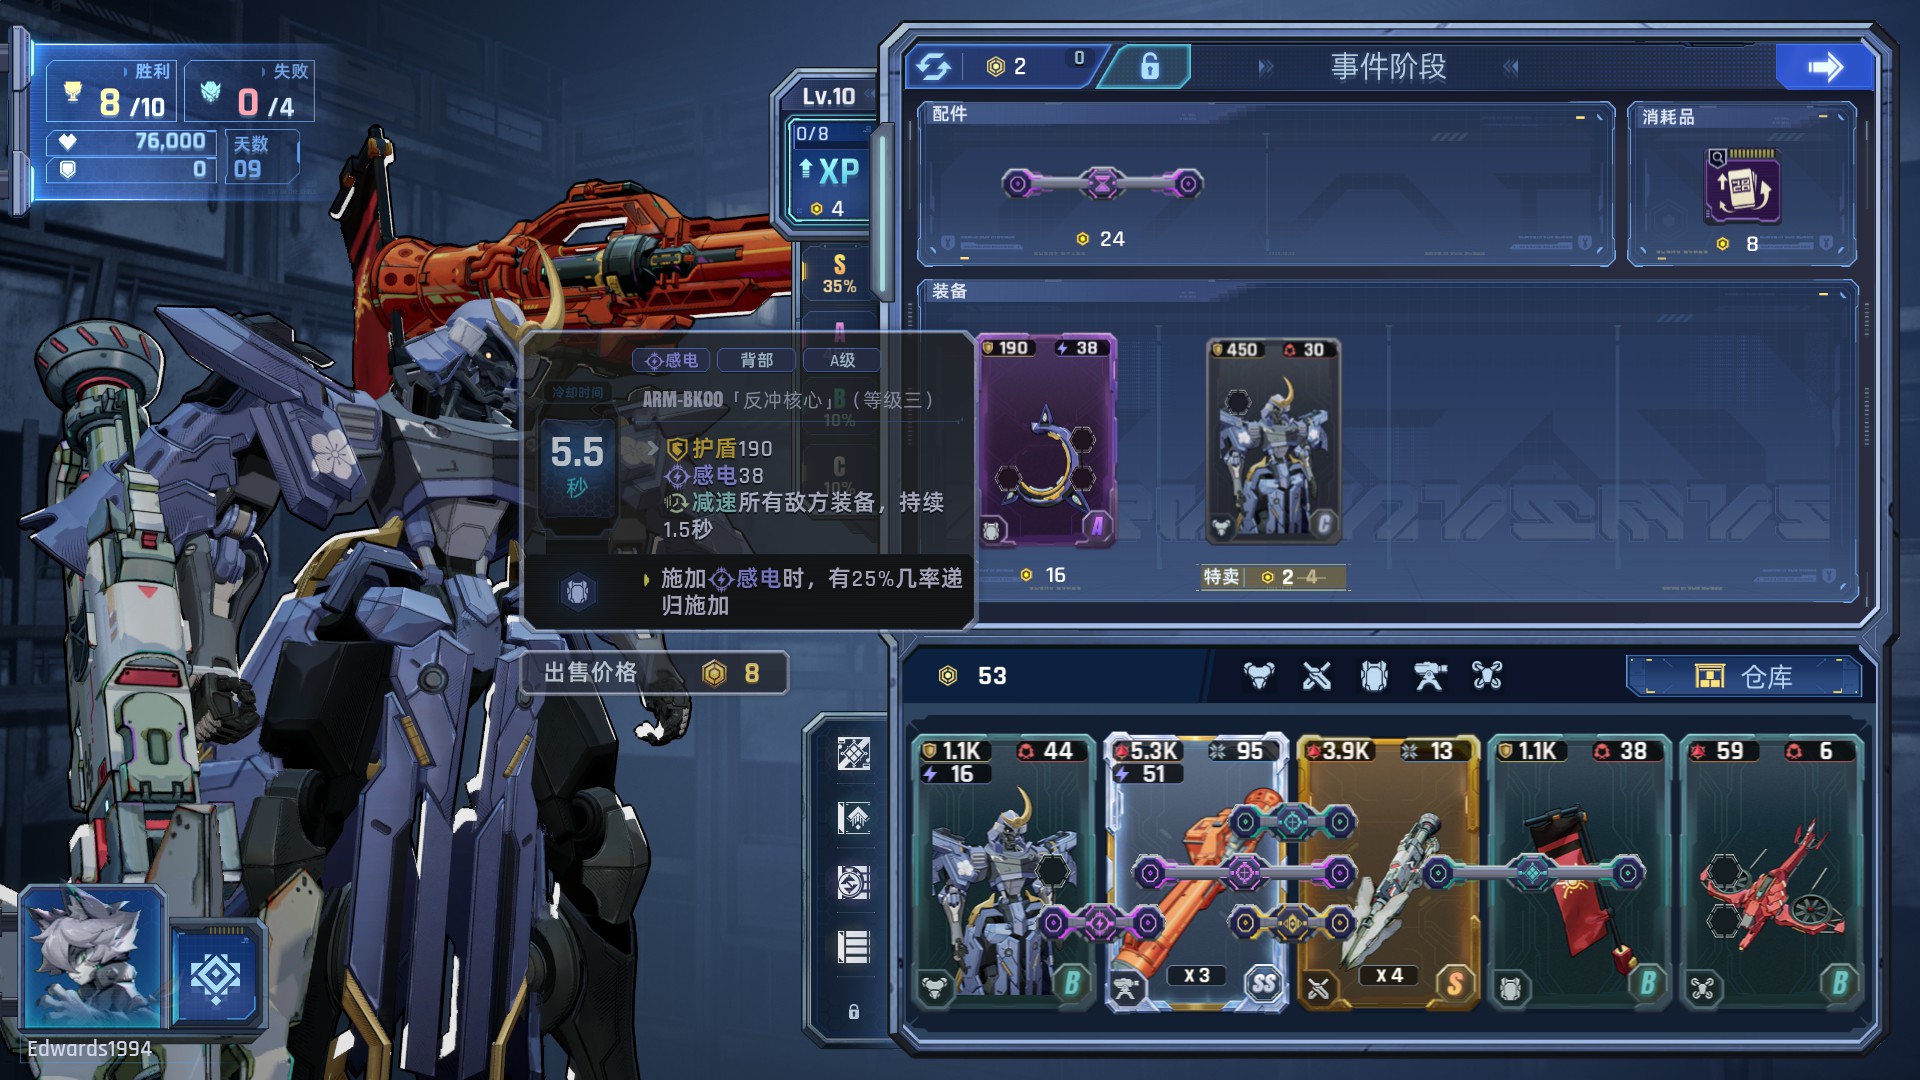 胜利
8 /10
失败
0 /4
76,000
0
天数
09
Lv.10
0/8
XP
4
S
35%
A
B
10%
C
10%
2
0
事件阶段
配件
24
消耗品
8
装备
190
38
A
16
450
30
C
特卖
2 4
感电
背部
A级
冷却时间
5.5
秒
ARM-BK00「反冲核心」(等级三)
护盾190
感电38
减速所有敌方装备，持续
1.5秒
施加感电时，有25%几率递
归施加
出售价格
8
53
仓库
1.1K
44
16
B
5.3K
95
51
x3
SS
3.9K
13
x4
S
1.1K
38
B
59
6
B
Edwards1994